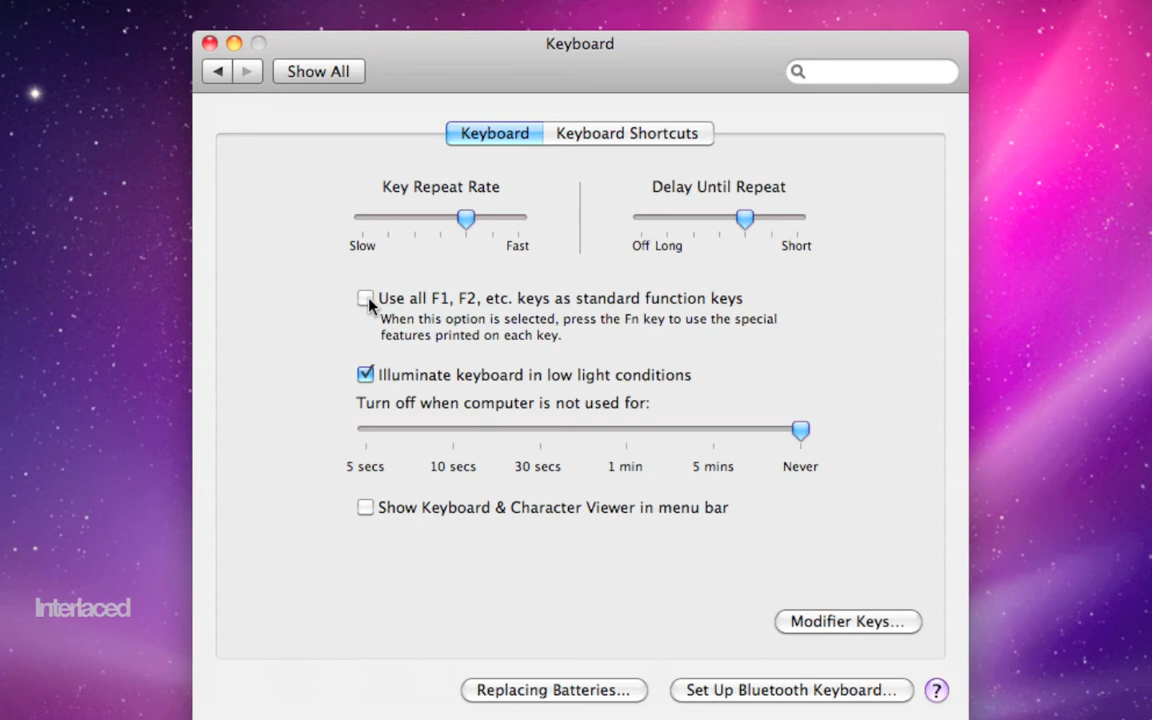 Keyboard
Show All
Keyboard
Keyboard Shortcuts
Key Repeat Rate
Delay Until Repeat
Slow
Fast
Off
Long
Short
Use all F1, F2, etc. keys as standard function keys
When this option is selected, press the Fn key to use the special
features printed on each key.
Illuminate keyboard in low light conditions
Turn off when computer is not used for:
5 secs
10 secs
30 secs
1 min
5 mins
Never
Show Keyboard & Character Viewer in menu bar
Interlaced
Modifier Keys...
Replacing Batteries...
Set Up Bluetooth Keyboard...
?